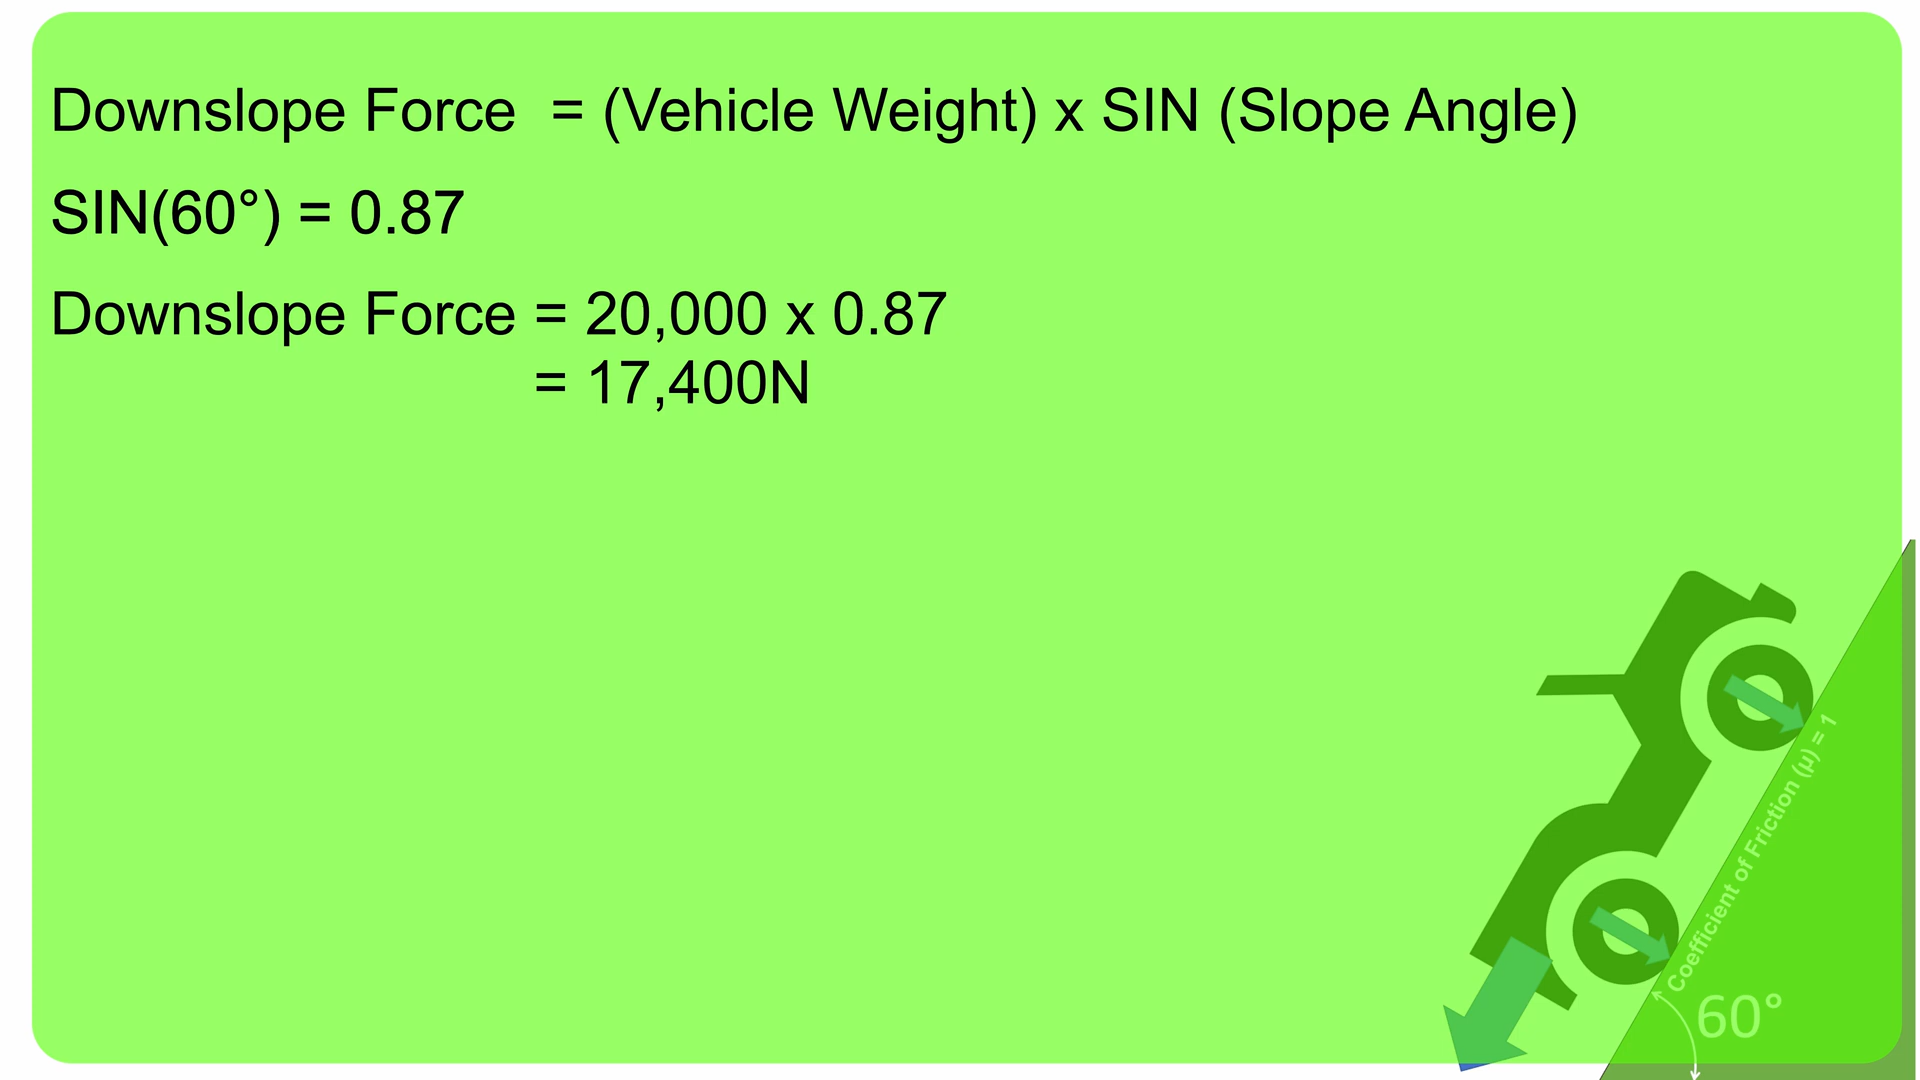 Downslope Force  = (Vehicle Weight) x SIN (Slope Angle)
SIN(60°) = 0.87
Downslope Force = 20,000 x 0.87
= 17,400N
Coefficient of Friction (μ) = 1
60°